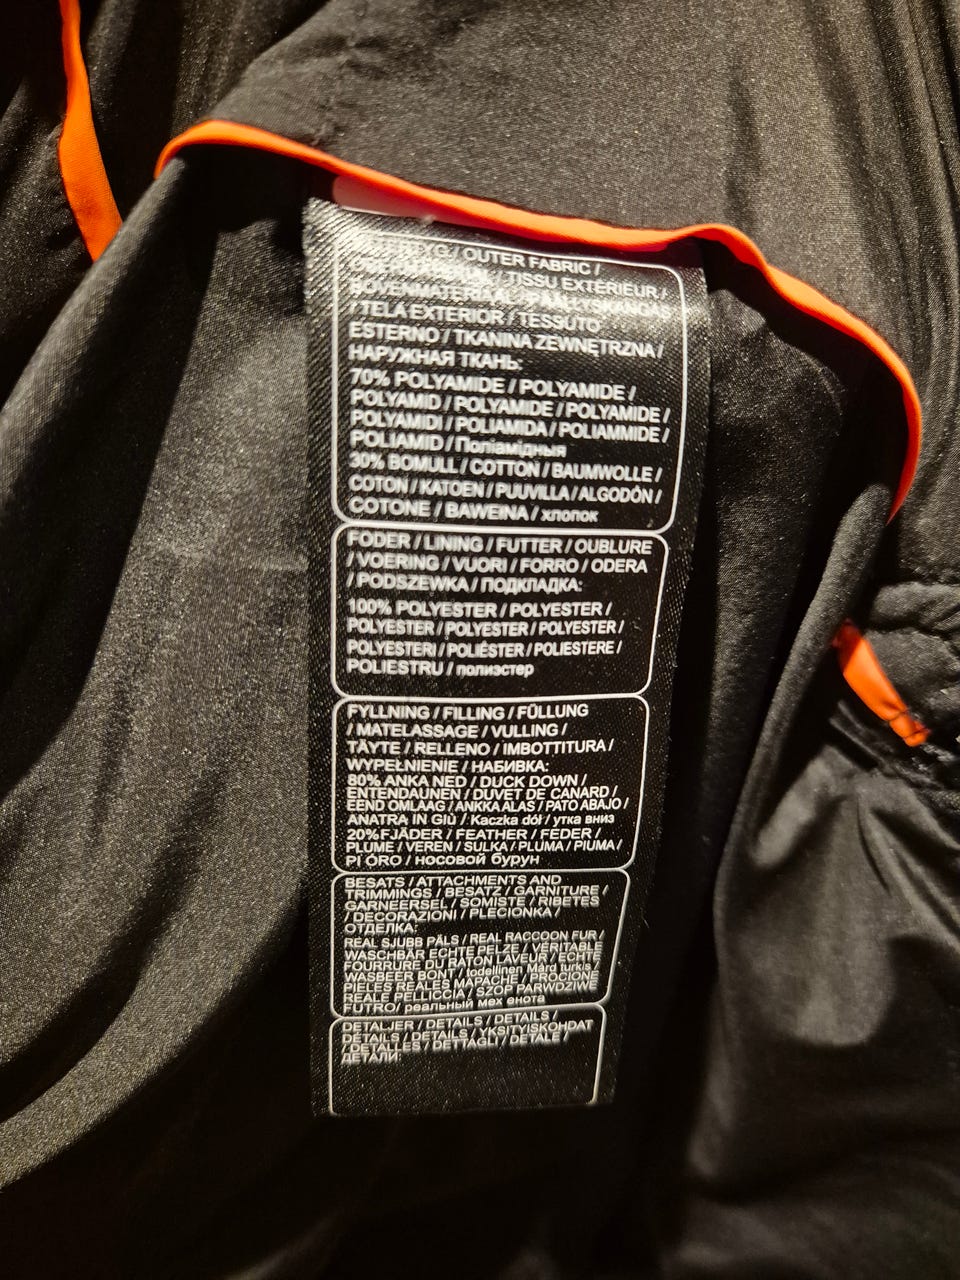 / OUTER FABRIC /
/ TISSU EXTÉRIEUR /
BOVENMATERIAAL /
/ TELA EXTERIOR / TESSUTO
ESTERNO / TKANINA ZEWNĘTRZNA /
НАРУЖНАЯ ТКАНЬ:
70% POLYAMIDE / POLYAMIDE /
POLYAMID / POLYAMIDE / POLYAMIDE /
POLYAMIDI / POLIAMIDA / POLIAMMIDE /
POLIAMID / Поліамідныя
30% BOMULL / COTTON / BAUMWOLLE /
COTON / KATOEN / PUUVILLA / ALGODÓN /
COTONE / BAWEINA / хлопок
FODER / LINING / FUTTER / OUBLURE
/ VOERING / VUORI / FORRO / ODERA
/ PODSZEWKA / ПОДКЛАДКА:
100% POLYESTER / POLYESTER /
POLYESTER / POLYESTER / POLYESTER /
POLYESTERI / POLIÉSTER / POLIESTERE /
POLIESTRU / полиэстер
FYLLNING / FILLING / FÜLLUNG
/ MATELASSAGE / VULLING /
TÄYTE / RELLENO / IMBOTTITURA /
WYPEŁNIENIE / НАБИВКА:
80% ANKA NED / DUCK DOWN /
ENTENDAUNEN / DUVET DE CANARD /
EEND OMLAAG / ANKKA ALAS / PATO ABAJO /
ANATRA IN GIÙ / Kaczka dół / утка вниз
20% FJÄDER / FEATHER / FEDER /
PLUME / VEREN / SULKA / PLUMA / PIUMA /
PI ÓRO / носовой бурун
BESATS / ATTACHMENTS AND
TRIMMINGS / BESATZ / GARNITURE /
GARNEERSEL / SOMISTE / RIBETES
/ DECORAZIONI / PLECIONKA /
ОТДЕЛКА:
REAL SJUBB PÄLS / REAL RACCOON FUR /
WASCHBÄR ECHTE PELZE / VÉRITABLE
FOURRURE DU RATON LAVEUR / ECHTE
WASBEER BONT / todellinen Mård turkis /
PIELES REALES MAPACHE / PROCIONE
REALE PELLICCIA / SZOP PARWDZIWE
FUTRO / реальный мех енота
DETALJER / DETAILS / DETAILS /
DÉTAILS / DETAILS / YKSITYISKOHDAT
/ DETALLES / DETTAGLI / DETALE /
ДЕТАЛИ: